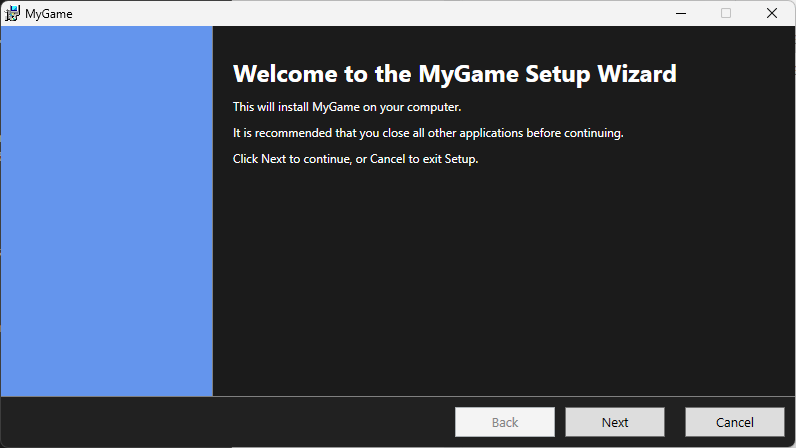 MyGame
Welcome to the MyGame Setup Wizard
This will install MyGame on your computer.
It is recommended that you close all other applications before continuing.
Click Next to continue, or Cancel to exit Setup.
Back
Next
Cancel